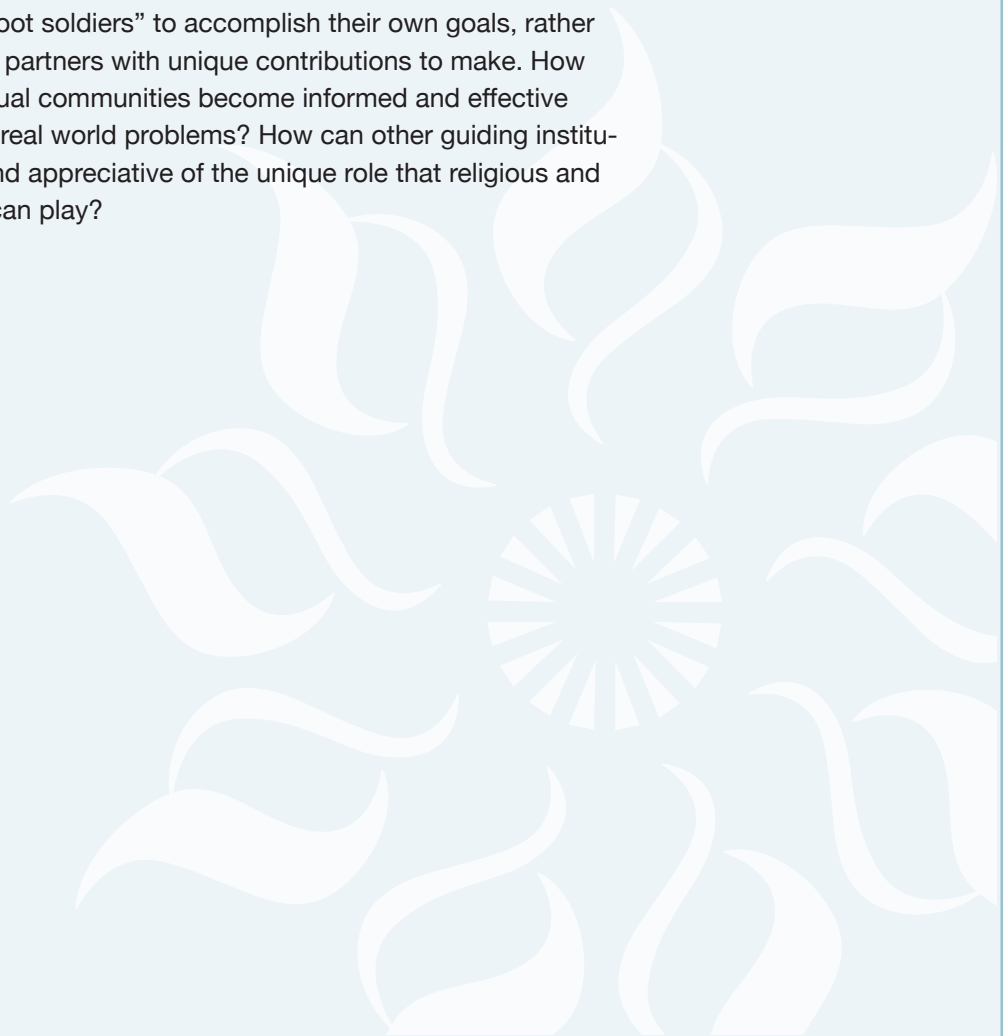 oot soldiers” to accomplish their own goals, rather
partners with unique contributions to make. How
ual communities become informed and effective
real world problems? How can other guiding institu-
nd appreciative of the unique role that religious and
can play?